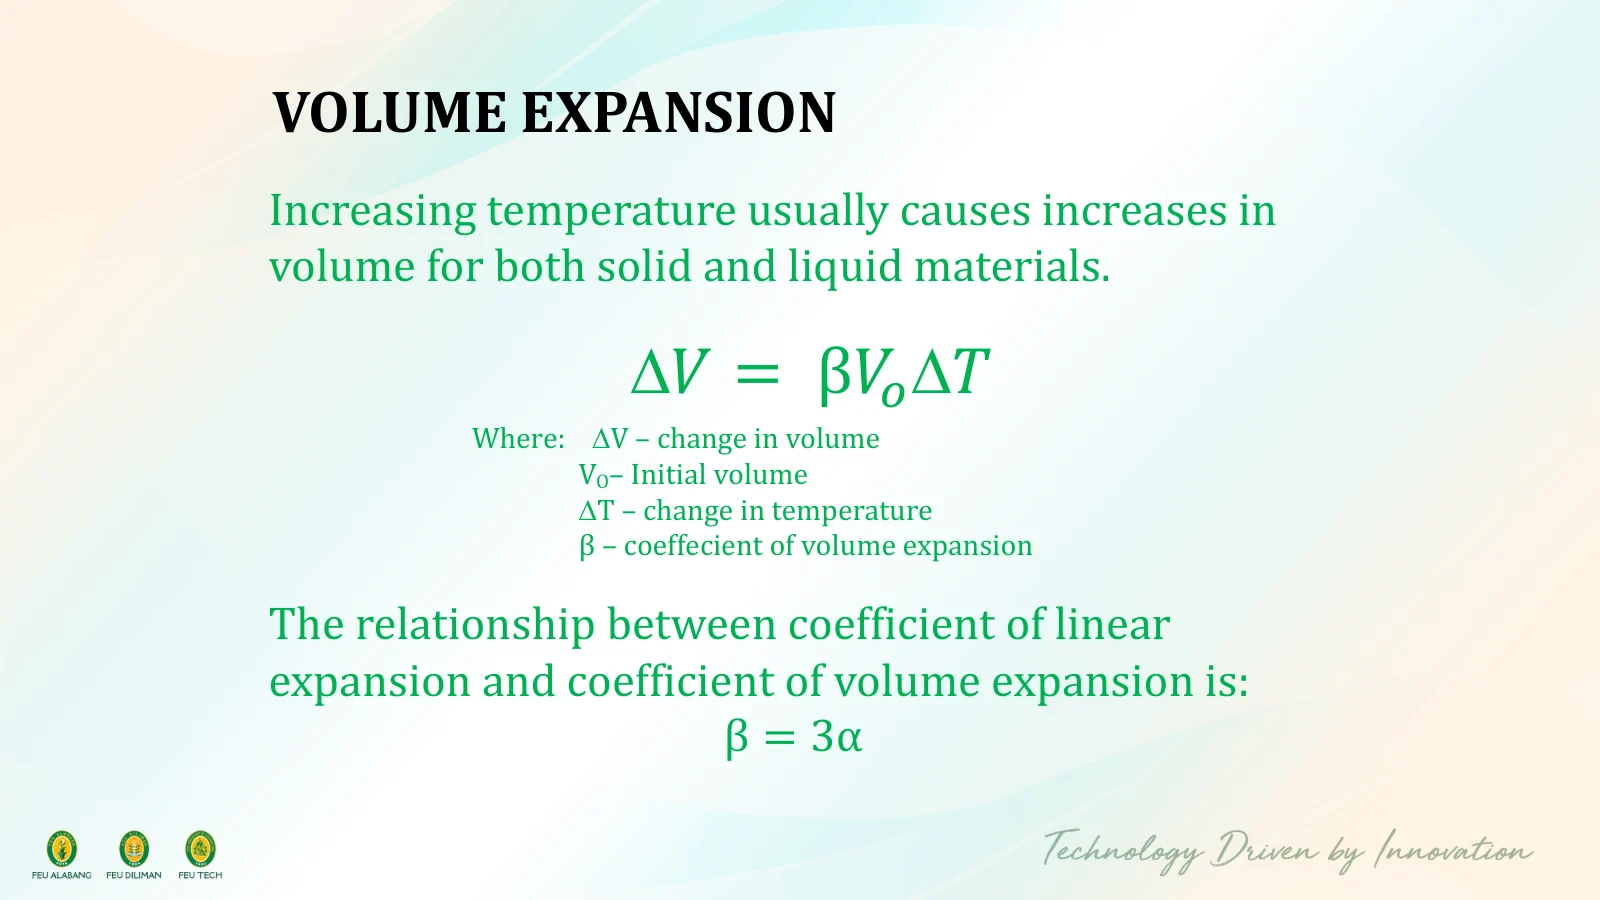 VOLUME EXPANSION
Increasing temperature usually causes increases in
volume for both solid and liquid materials.
ΔV = βVₒΔT
Where: ΔV – change in volume
V₀– Initial volume
ΔT – change in temperature
β – coeffecient of volume expansion
The relationship between coefficient of linear
expansion and coefficient of volume expansion is:
β = 3α
FEU ALABANG FEU DILIMAN FEU TECH
Technology Driven by Innovation